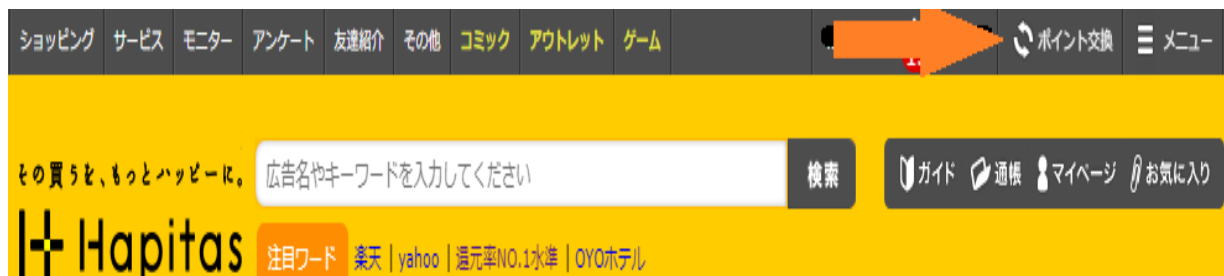 ショッピング サービス モニター アンケート 友達紹介 その他 コミック アウトレット ゲーム ポイント交換 メニュー
その買うを、もっとハッピーに。 広告名やキーワードを入力してください 検索 ガイド 通帳 マイページ お気に入り
Hapitas 注目ワード 楽天 | yahoo | 還元率NO.1水準 | OYOホテル